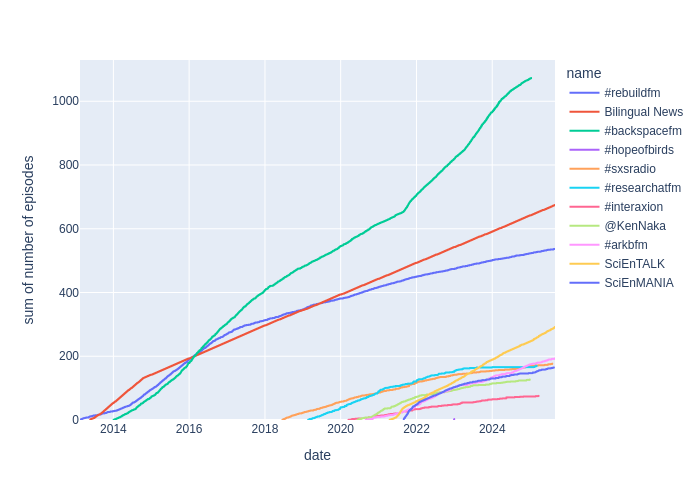 name
#rebuildfm
Bilingual News
#backspacefm
#hopeofbirds
#sxsradio
#researchatfm
#interaxion
@KenNaka
#arkbfm
SciEnTALK
SciEnMANIA
sum of number of episodes
1000
800
600
400
200
0
2014 2016 2018 2020 2022 2024
date